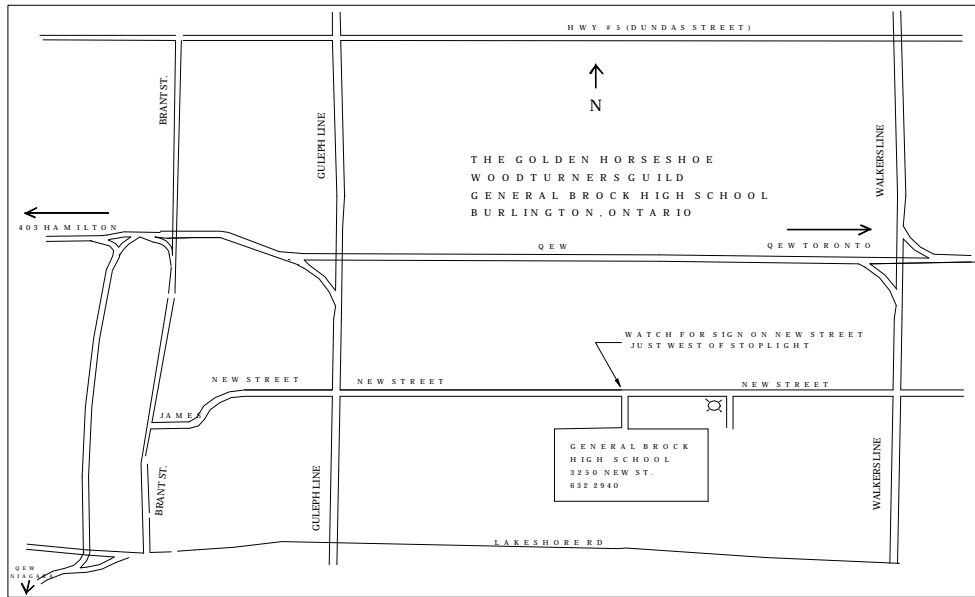 HWY #5 (DUNDAS STREET)
BRANT ST.
GULEPH LINE
WALKERS LINE
N
THE GOLDEN HORSESHOE
WOODTURNERS GUILD
GENERAL BROCK HIGH SCHOOL
BURLINGTON, ONTARIO
403 HAMILTON
QEW
QEW TORONTO
WATCH FOR SIGN ON NEW STREET
JUST WEST OF STOPLIGHT
NEW STREET
NEW STREET
NEW STREET
JAMES
GENERAL BROCK
HIGH SCHOOL
3250 NEW ST.
632 2940
BRANT ST.
GULEPH LINE
WALKERS LINE
LAKESHORE RD
QEW
NIAGARA